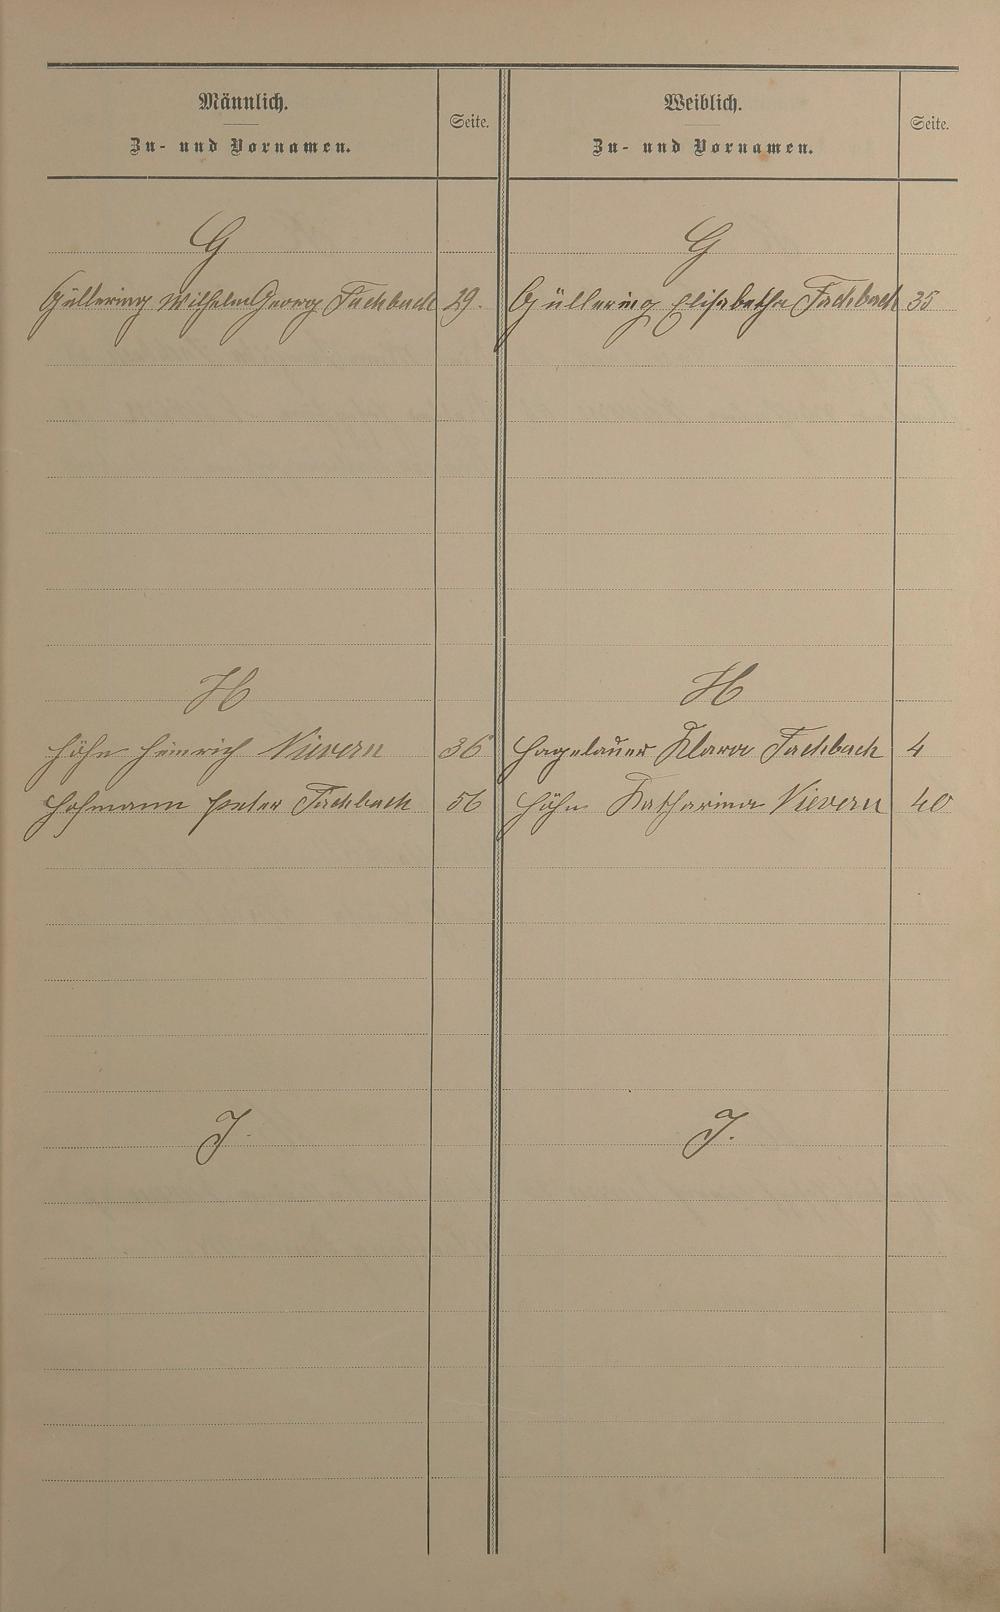 Männlich.
Zu- und Vornamen.
Seite.
Weiblich.
Zu- und Vornamen.
Seite.
G
G
Güllering Wilhelm Georg Fachbach 29.
Güllering Elisabetha Fachbach 35
H
H
Höhn Heinrich Nievern 36
Hagelauer Klara Fachbach 4
Hofmann Peter Fachbach 56
Höhn Katharina Nievern 40
J.
J.